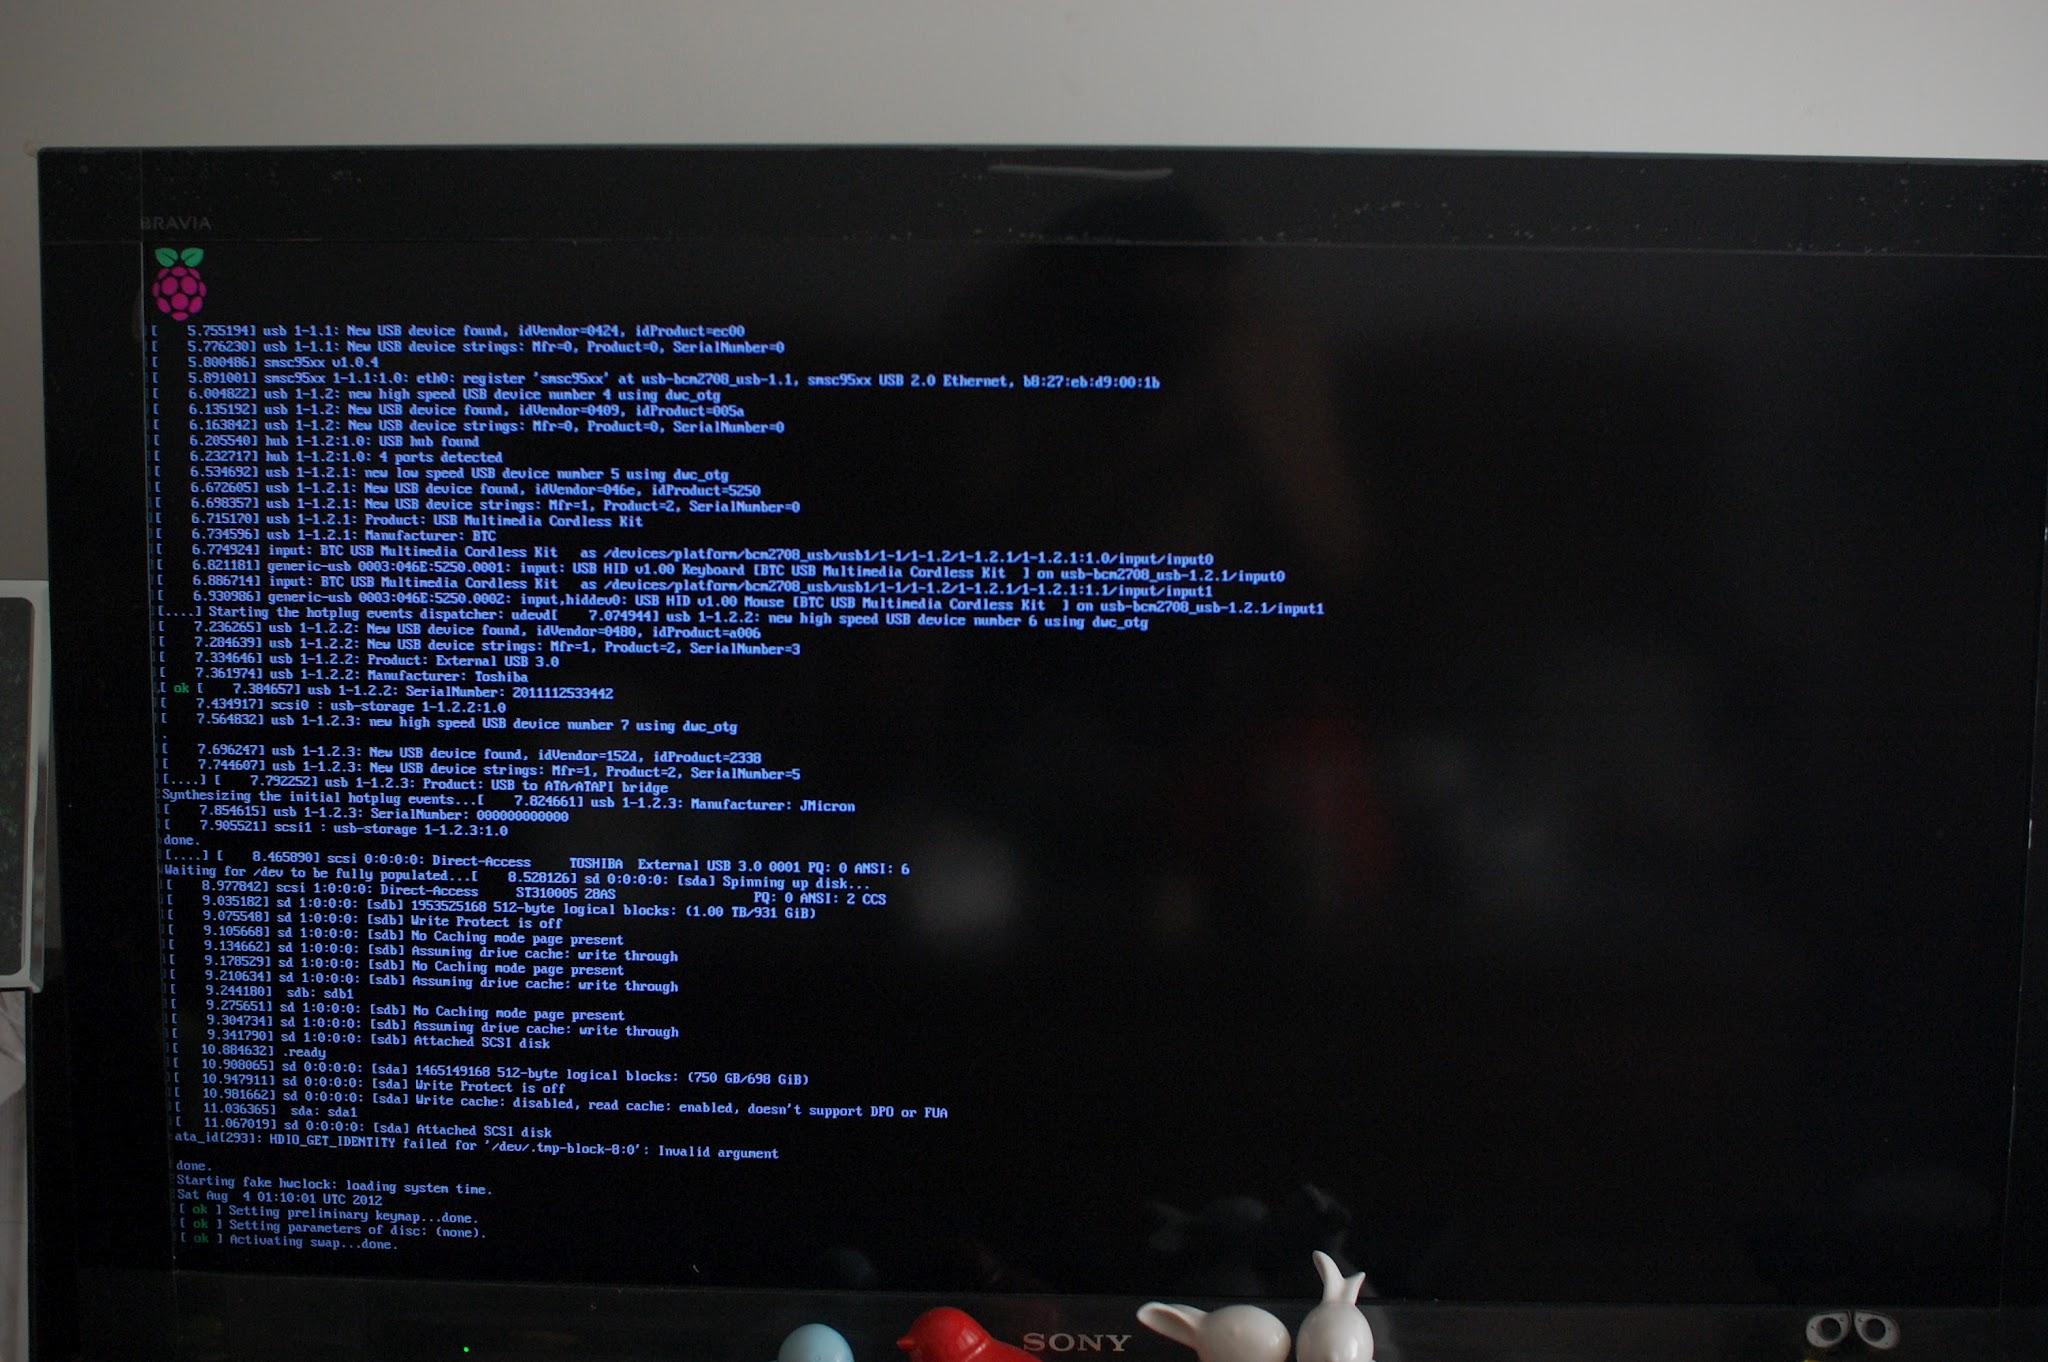 BRAVIA
[    5.755194] usb 1-1.1: New USB device found, idVendor=0424, idProduct=ec00
[    5.776230] usb 1-1.1: New USB device strings: Mfr=0, Product=0, SerialNumber=0
[    5.800486] smsc95xx v1.0.4
[    5.891001] smsc95xx 1-1.1:1.0: eth0: register 'smsc95xx' at usb-bcm2708_usb-1.1, smsc95xx USB 2.0 Ethernet, b8:27:eb:d9:00:1b
[    6.004822] usb 1-1.2: new high speed USB device number 4 using dwc_otg
[    6.135192] usb 1-1.2: New USB device found, idVendor=0409, idProduct=005a
[    6.163842] usb 1-1.2: New USB device strings: Mfr=0, Product=0, SerialNumber=0
[    6.205540] hub 1-1.2:1.0: USB hub found
[    6.232717] hub 1-1.2:1.0: 4 ports detected
[    6.534692] usb 1-1.2.1: new low speed USB device number 5 using dwc_otg
[    6.672605] usb 1-1.2.1: New USB device found, idVendor=046e, idProduct=5250
[    6.698357] usb 1-1.2.1: New USB device strings: Mfr=1, Product=2, SerialNumber=0
[    6.715170] usb 1-1.2.1: Product: USB Multimedia Cordless Kit
[    6.734596] usb 1-1.2.1: Manufacturer: BTC
[    6.774924] input: BTC USB Multimedia Cordless Kit   as /devices/platform/bcm2708_usb/usb1/1-1/1-1.2/1-1.2.1/1-1.2.1:1.0/input/input0
[    6.821181] generic-usb 0003:046E:5250.0001: input: USB HID v1.00 Keyboard [BTC USB Multimedia Cordless Kit  ] on usb-bcm2708_usb-1.2.1/input0
[    6.886714] input: BTC USB Multimedia Cordless Kit   as /devices/platform/bcm2708_usb/usb1/1-1/1-1.2/1-1.2.1/1-1.2.1:1.1/input/input1
[    6.930986] generic-usb 0003:046E:5250.0002: input,hiddev0: USB HID v1.00 Mouse [BTC USB Multimedia Cordless Kit  ] on usb-bcm2708_usb-1.2.1/input1
[....] Starting the hotplug events dispatcher: udevd[    7.074944] usb 1-1.2.2: new high speed USB device number 6 using dwc_otg
[    7.236265] usb 1-1.2.2: New USB device found, idVendor=0480, idProduct=a006
[    7.284639] usb 1-1.2.2: New USB device strings: Mfr=1, Product=2, SerialNumber=3
[    7.334646] usb 1-1.2.2: Product: External USB 3.0
[    7.361974] usb 1-1.2.2: Manufacturer: Toshiba
[ ok [    7.384657] usb 1-1.2.2: SerialNumber: 2011112533442
[    7.434917] scsi0 : usb-storage 1-1.2.2:1.0
[    7.564832] usb 1-1.2.3: new high speed USB device number 7 using dwc_otg
.
[    7.696247] usb 1-1.2.3: New USB device found, idVendor=152d, idProduct=2338
[    7.744607] usb 1-1.2.3: New USB device strings: Mfr=1, Product=2, SerialNumber=5
[....] [    7.792252] usb 1-1.2.3: Product: USB to ATA/ATAPI bridge
Synthesizing the initial hotplug events...[    7.824661] usb 1-1.2.3: Manufacturer: JMicron
[    7.854615] usb 1-1.2.3: SerialNumber: 000000000000
[    7.905521] scsi1 : usb-storage 1-1.2.3:1.0
done.
[....] [    8.465890] scsi 0:0:0:0: Direct-Access     TOSHIBA  External USB 3.0 0001 PQ: 0 ANSI: 6
Waiting for /dev to be fully populated...[    8.528126] sd 0:0:0:0: [sda] Spinning up disk...
[    8.977842] scsi 1:0:0:0: Direct-Access     ST310005 28AS                  PQ: 0 ANSI: 2 CCS
[    9.035182] sd 1:0:0:0: [sdb] 1953525168 512-byte logical blocks: (1.00 TB/931 GiB)
[    9.075548] sd 1:0:0:0: [sdb] Write Protect is off
[    9.105668] sd 1:0:0:0: [sdb] No Caching mode page present
[    9.134662] sd 1:0:0:0: [sdb] Assuming drive cache: write through
[    9.178529] sd 1:0:0:0: [sdb] No Caching mode page present
[    9.210634] sd 1:0:0:0: [sdb] Assuming drive cache: write through
[    9.244180]  sdb: sdb1
[    9.275651] sd 1:0:0:0: [sdb] No Caching mode page present
[    9.304734] sd 1:0:0:0: [sdb] Assuming drive cache: write through
[    9.341790] sd 1:0:0:0: [sdb] Attached SCSI disk
[   10.884632] .ready
[   10.908065] sd 0:0:0:0: [sda] 1465149168 512-byte logical blocks: (750 GB/698 GiB)
[   10.947911] sd 0:0:0:0: [sda] Write Protect is off
[   10.981662] sd 0:0:0:0: [sda] Write cache: disabled, read cache: enabled, doesn't support DPO or FUA
[   11.036365]  sda: sda1
[   11.067019] sd 0:0:0:0: [sda] Attached SCSI disk
ata_id[293]: HDIO_GET_IDENTITY failed for '/dev/.tmp-block-8:0': Invalid argument
done.
Starting fake hwclock: loading system time.
Sat Aug  4 01:10:01 UTC 2012
[ ok ] Setting preliminary keymap...done.
[ ok ] Setting parameters of disc: (none).
[ ok ] Activating swap...done.
SONY